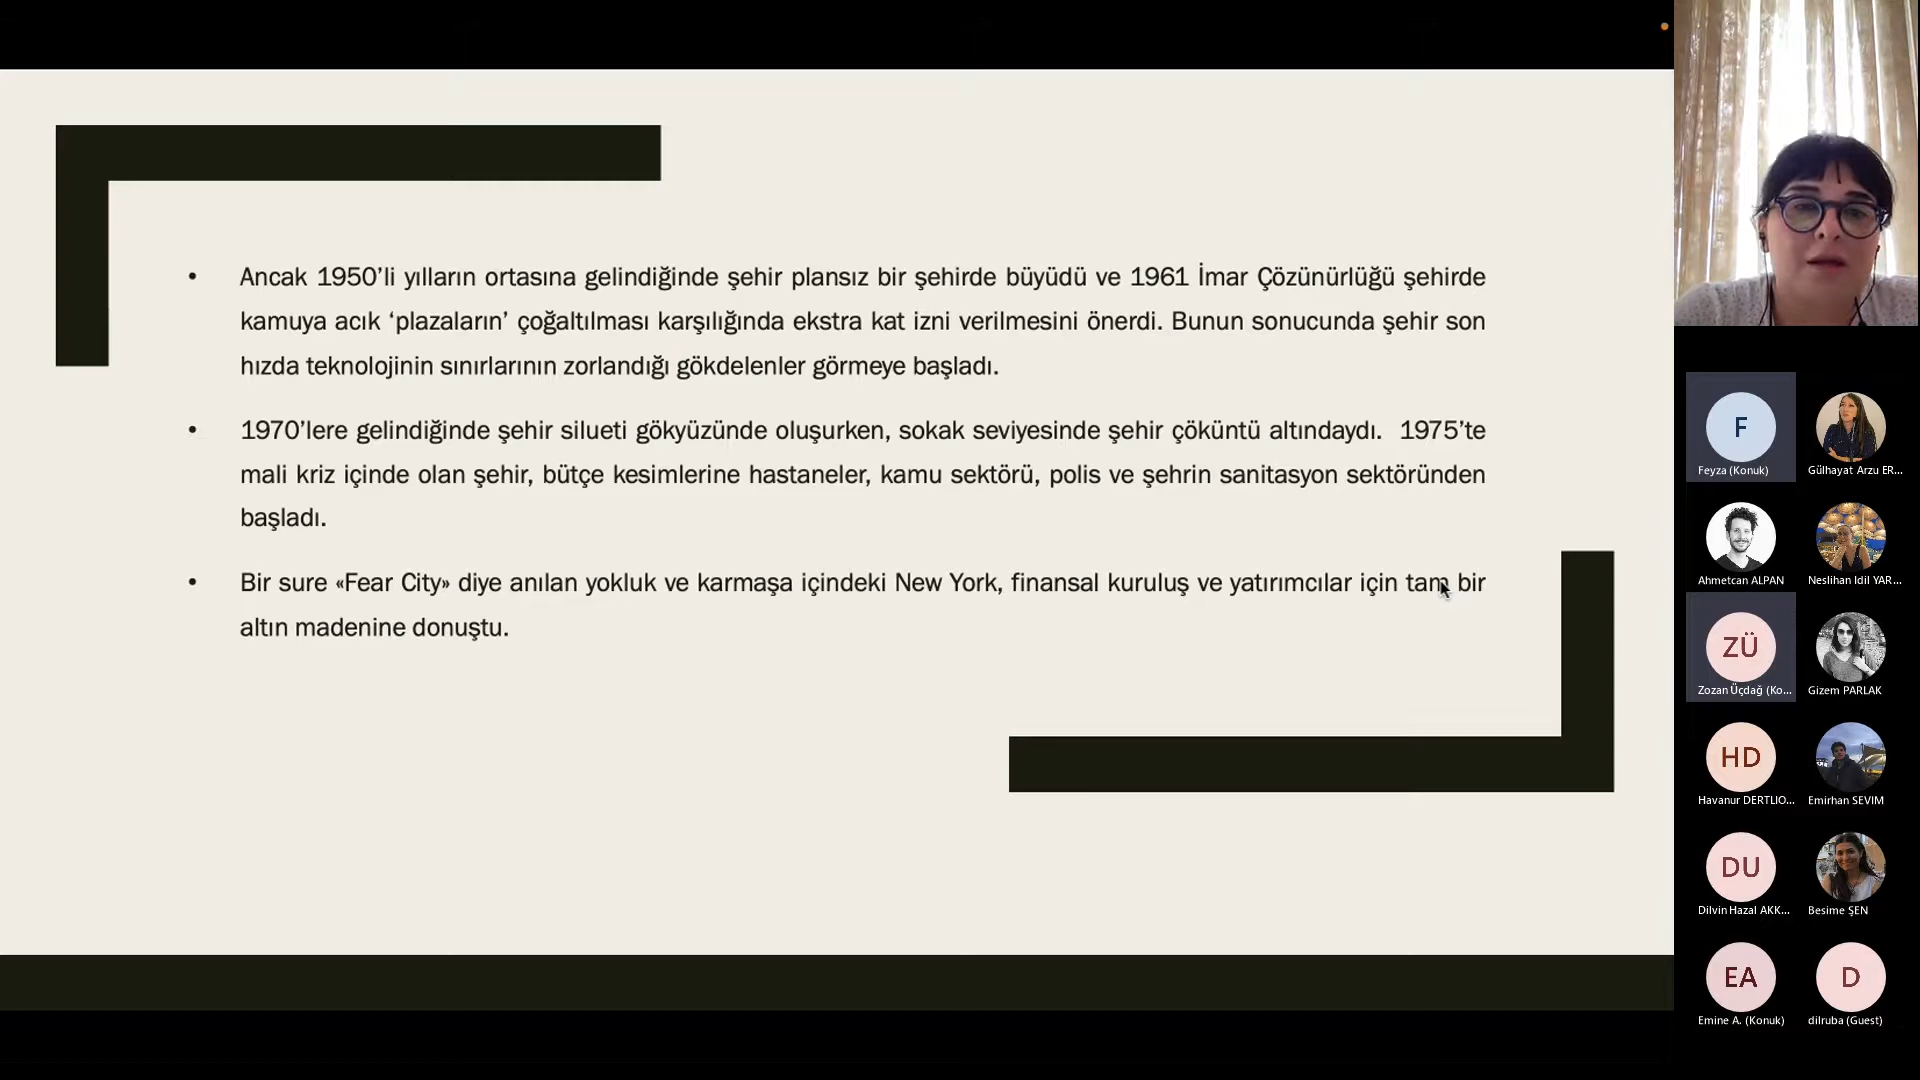 • Ancak 1950’li yılların ortasına gelindiğinde şehir plansız bir şehirde büyüdü ve 1961 İmar Çözünürlüğü şehirde
kamuya acık ‘plazaların’ çoğaltılması karşılığında ekstra kat izni verilmesini önerdi. Bunun sonucunda şehir son
hızda teknolojinin sınırlarının zorlandığı gökdelenler görmeye başladı.
• 1970’lere gelindiğinde şehir silueti gökyüzünde oluşurken, sokak seviyesinde şehir çöküntü altındaydı. 1975’te
mali kriz içinde olan şehir, bütçe kesimlerine hastaneler, kamu sektörü, polis ve şehrin sanitasyon sektöründen
başladı.
• Bir sure «Fear City» diye anılan yokluk ve karmaşa içindeki New York, finansal kuruluş ve yatırımcılar için tam bir
altın madenine donuştu.
F
Feyza (Konuk)
Gülhayat Arzu ER...
Ahmetcan ALPAN
Neslihan Idil YAR...
ZÜ
Zozan Üçdağ (Ko...
Gizem PARLAK
HD
Havanur DERTLIO...
Emirhan SEVIM
DU
Dilvin Hazal AKK...
Besime ŞEN
EA
Emine A. (Konuk)
D
dilruba (Guest)